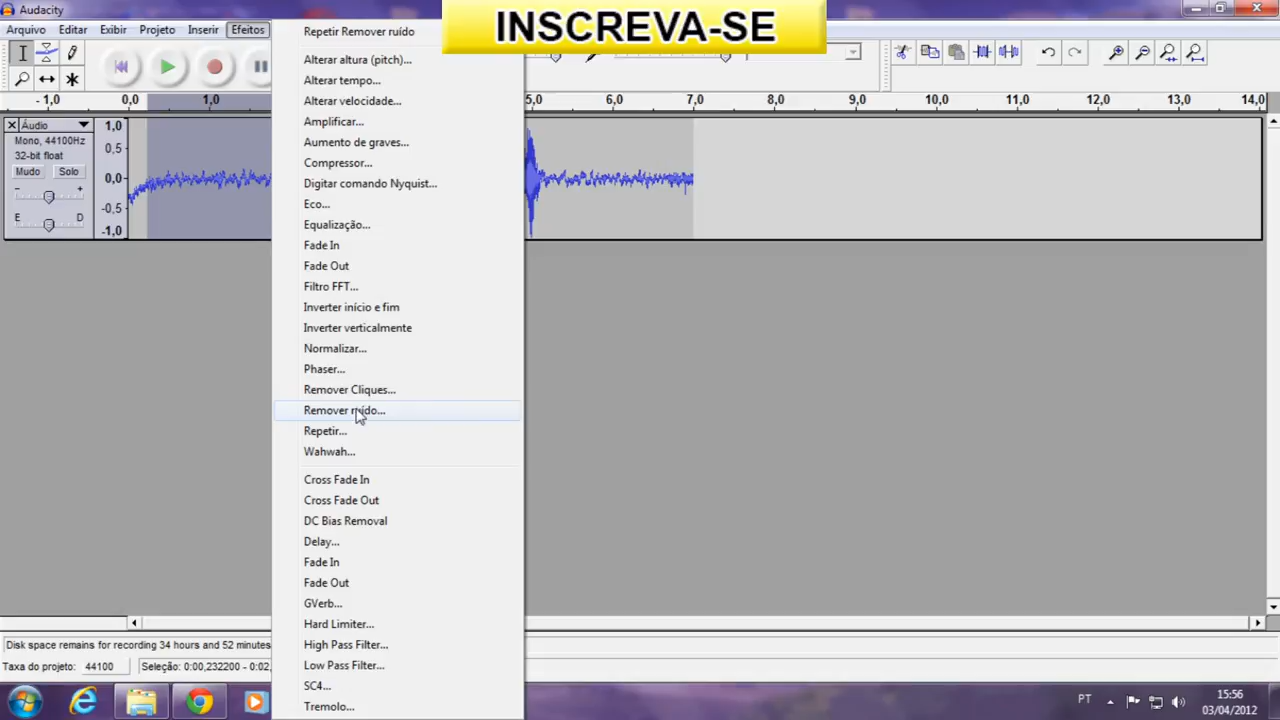 Audacity
INSCREVA-SE
Arquivo Editar Exibir Projeto Inserir Efeitos
Repetir Remover ruído
Alterar altura (pitch)...
Alterar tempo...
Alterar velocidade...
Amplificar...
Aumento de graves...
Compressor...
Digitar comando Nyquist...
Eco...
Equalização...
Fade In
Fade Out
Filtro FFT...
Inverter início e fim
Inverter verticalmente
Normalizar...
Phaser...
Remover Cliques...
Remover ruído...
Repetir...
Wahwah...
Cross Fade In
Cross Fade Out
DC Bias Removal
Delay...
Fade In
Fade Out
GVerb...
Hard Limiter...
High Pass Filter...
Low Pass Filter...
SC4...
Tremolo...
- 1,0 0,0 1,0 5,0 6,0 7,0 8,0 9,0 10,0 11,0 12,0 13,0 14,0
Áudio
Mono, 44100Hz
32-bit float
Mudo Solo
- +
E D
1,0
0,5
0,0
-0,5
-1,0
Disk space remains for recording 34 hours and 52 minutes
Taxa do projeto: 44100 Seleção: 0:00,232200 - 0:02,
PT
15:56
03/04/2012